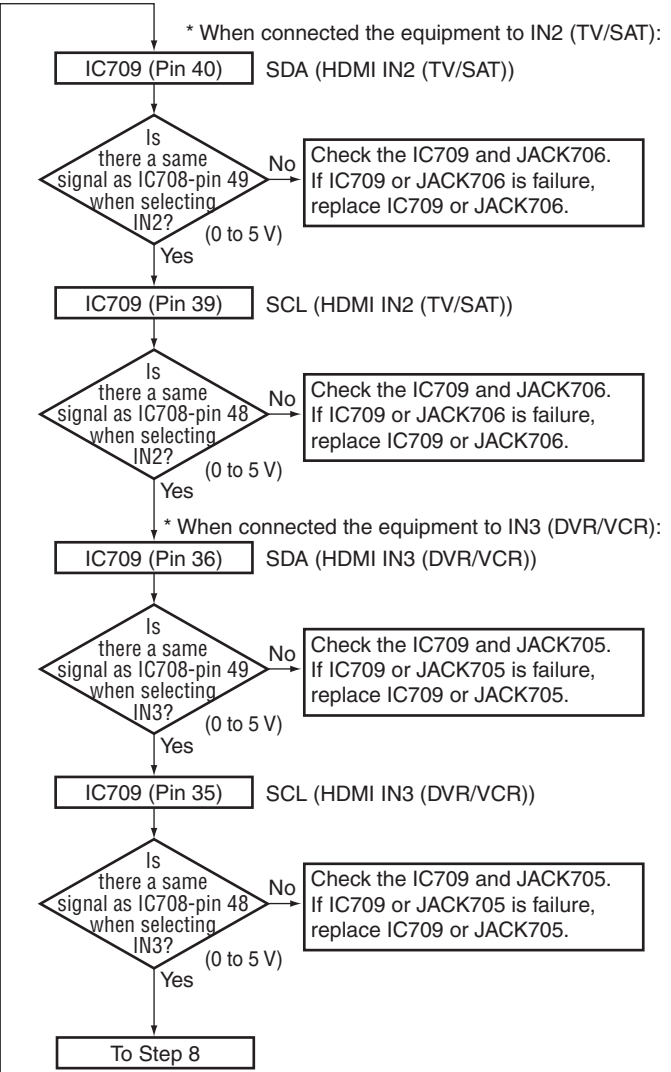 * When connected the equipment to IN2 (TV/SAT):
IC709 (Pin 40)
SDA (HDMI IN2 (TV/SAT))
Is
there a same
signal as IC708-pin 49
when selecting
IN2?
(0 to 5 V)
No
Check the IC709 and JACK706.
If IC709 or JACK706 is failure,
replace IC709 or JACK706.
Yes
IC709 (Pin 39)
SCL (HDMI IN2 (TV/SAT))
Is
there a same
signal as IC708-pin 48
when selecting
IN2?
(0 to 5 V)
No
Check the IC709 and JACK706.
If IC709 or JACK706 is failure,
replace IC709 or JACK706.
Yes
* When connected the equipment to IN3 (DVR/VCR):
IC709 (Pin 36)
SDA (HDMI IN3 (DVR/VCR))
Is
there a same
signal as IC708-pin 49
when selecting
IN3?
(0 to 5 V)
No
Check the IC709 and JACK705.
If IC709 or JACK705 is failure,
replace IC709 or JACK705.
Yes
IC709 (Pin 35)
SCL (HDMI IN3 (DVR/VCR))
Is
there a same
signal as IC708-pin 48
when selecting
IN3?
(0 to 5 V)
No
Check the IC709 and JACK705.
If IC709 or JACK705 is failure,
replace IC709 or JACK705.
Yes
To Step 8